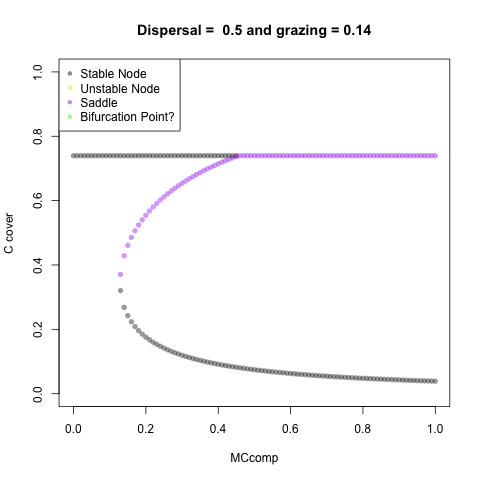 Dispersal =  0.5 and grazing = 0.14
Stable Node
Unstable Node
Saddle
Bifurcation Point?
C cover
1.0
0.8
0.6
0.4
0.2
0.0
0.0 0.2 0.4 0.6 0.8 1.0
MCcomp